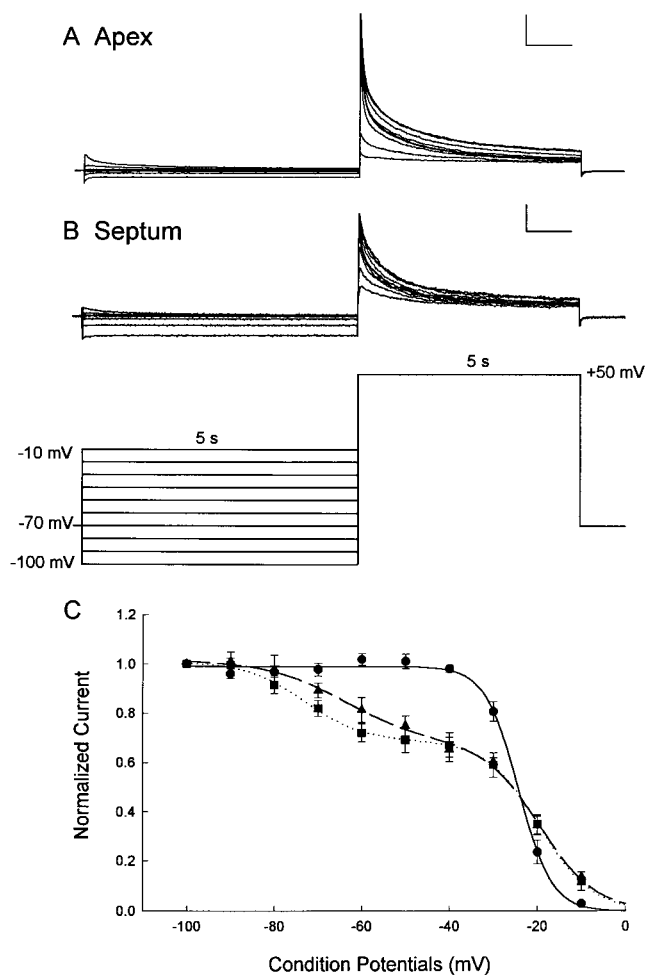 A Apex
B Septum
5 s
+50 mV
5 s
-10 mV
-70 mV
-100 mV
C
1.2
1.0
0.8
0.6
0.4
0.2
0.0
Normalized Current
-100
-80
-60
-40
-20
0
Condition Potentials (mV)